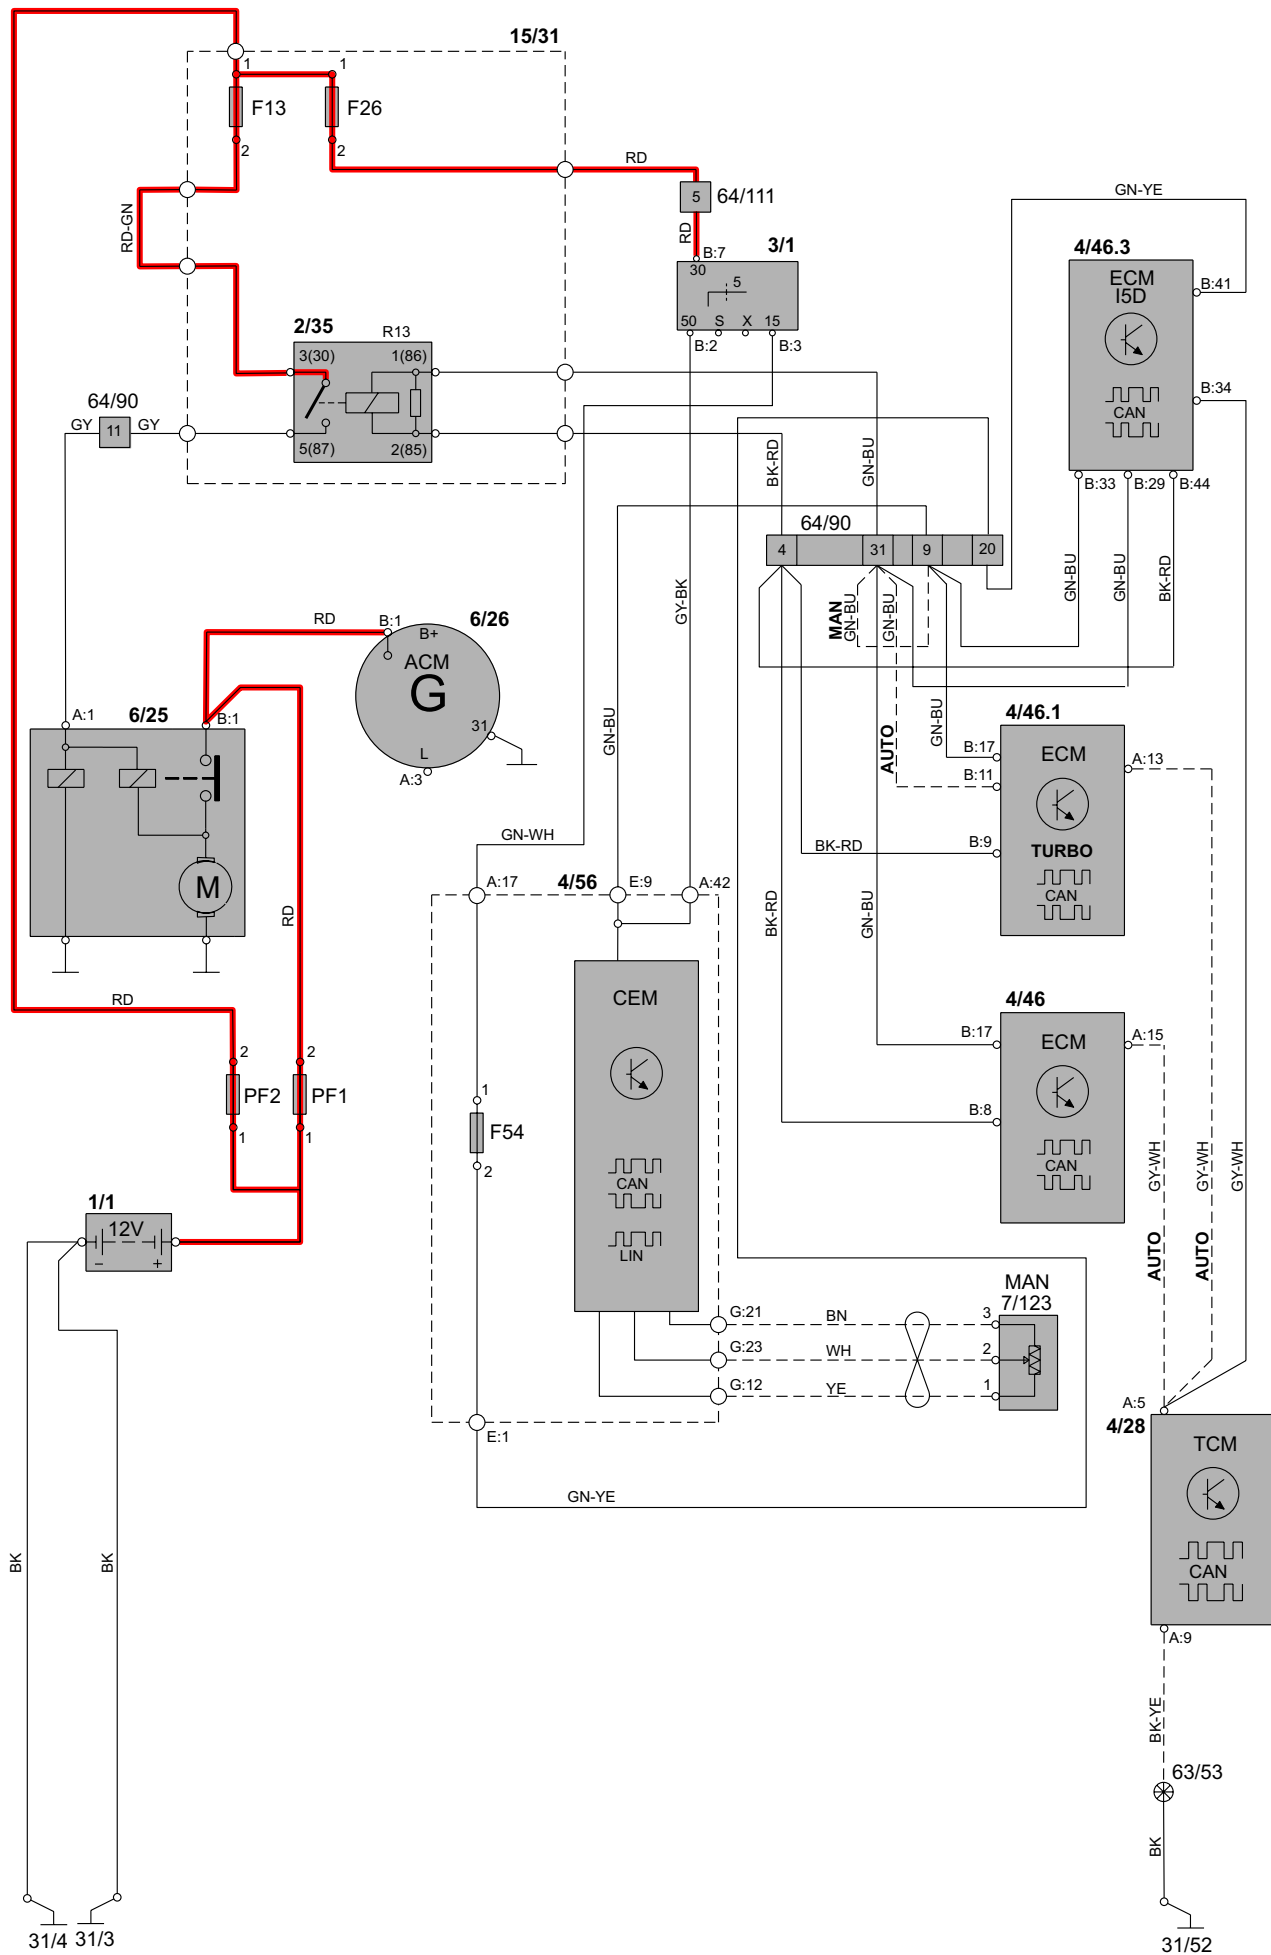 15/31
1
1
F13
F26
2
2
RD
5
64/111
GN-YE
RD-GN
RD
B:7
3/1
4/46.3
30
5
50
S
X
15
B:2
B:3
ECM
I5D
B:41
CAN
B:34
B:33
B:29
B:44
2/35
R13
3(30)
1(86)
5(87)
2(85)
64/90
GY
11
GY
BK-RD
GN-BU
64/90
4
31
9
20
GN-BU
GN-BU
BK-RD
GY-BK
MAN
GN-BU
GN-BU
RD
B:1
6/26
B+
ACM
G
31
L
A:3
A:1
6/25
B:1
M
GN-BU
AUTO
GN-BU
4/46.1
B:17
ECM
A:13
B:11
TURBO
B:9
CAN
BK-RD
GN-WH
A:17
4/56
E:9
A:42
RD
BK-RD
GN-BU
CEM
4/46
B:17
ECM
A:15
B:8
CAN
RD
2
2
PF2
PF1
1
1
1
F54
2
CAN
LIN
GY-WH
GY-WH
GY-WH
AUTO
AUTO
1/1
12V
–
+
G:21
BN
3
MAN
7/123
G:23
WH
2
G:12
YE
1
E:1
GN-YE
A:5
4/28
TCM
CAN
A:9
BK
BK
BK-YE
63/53
BK
31/4
31/3
31/52